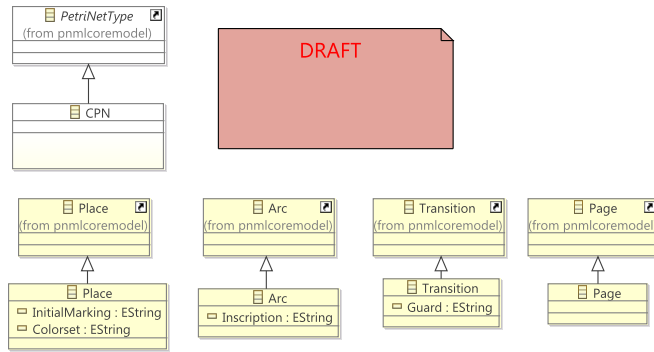 PetriNetType
(from pnmlcoremodel)
CPN
DRAFT
Place
(from pnmlcoremodel)
Arc
(from pnmlcoremodel)
Transition
(from pnmlcoremodel)
Page
(from pnmlcoremodel)
Place
InitialMarking : EString
Colorset : EString
Arc
Inscription : EString
Transition
Guard : EString
Page